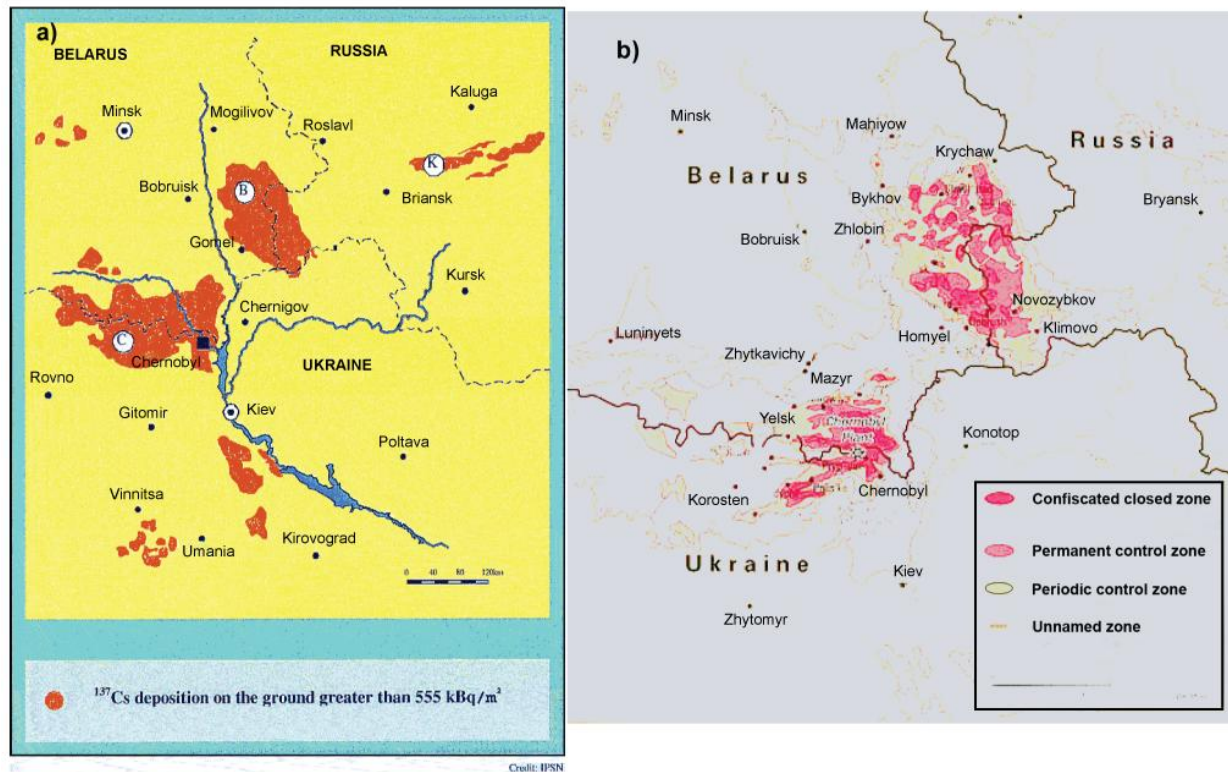 a)
BELARUS
RUSSIA
Kaluga
Minsk
Mogilivov
Roslavl
K
B
Bobruisk
Briansk
Gomel
Kursk
Chernigov
C
Chernobyl
UKRAINE
Rovno
Kiev
Gitomir
Poltava
Vinnitsa
Umania
Kirovograd
0 40 80 120km
¹³⁷Cs deposition on the ground greater than 555 kBq/m²
Credit: IPSN
b)
Minsk
Mahiyow
Russia
Krychaw
Belarus
Bykhov
Bryansk
Zhlobin
Bobruisk
Novozybkov
Luninyets
Homyel
Klimovo
Zhytkavichy
Mazyr
Yelsk
Chornobyl
Plant
Konotop
Korosten
Chernobyl
Ukraine
Kiev
Zhytomyr
Confiscated closed zone
Permanent control zone
Periodic control zone
Unnamed zone